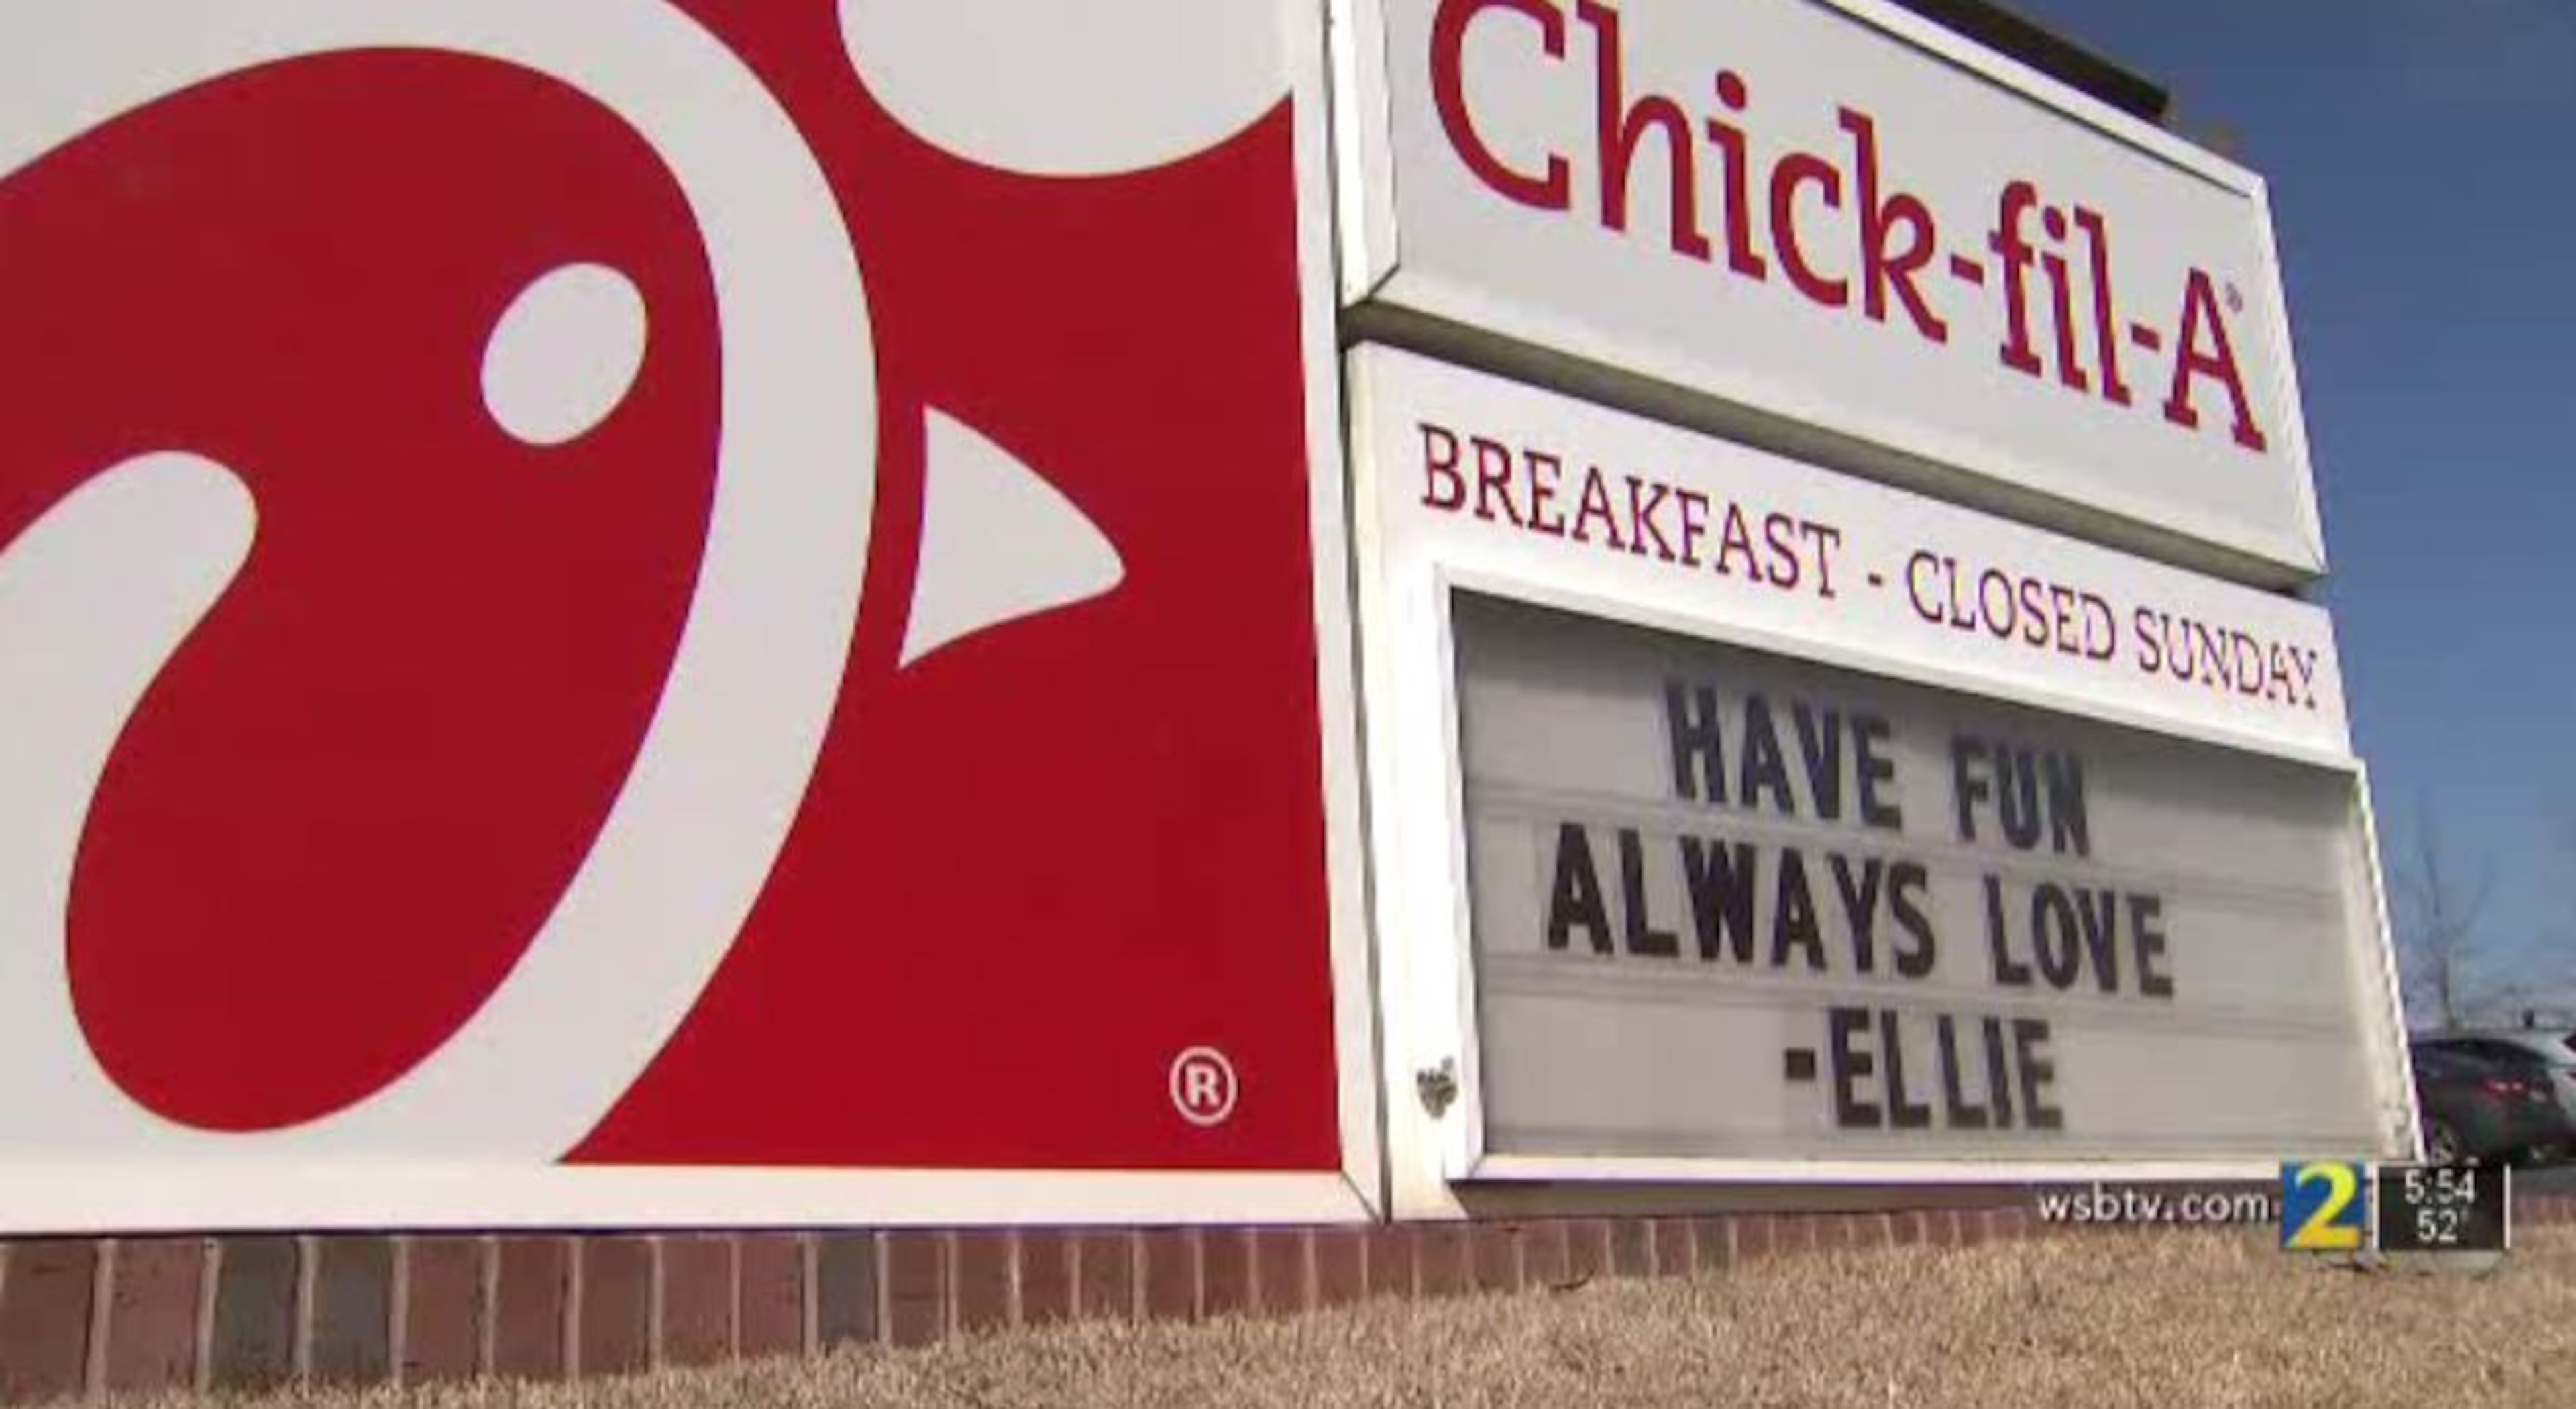 Chick-fil-A®
BREAKFAST - CLOSED SUNDAY
HAVE FUN
ALWAYS LOVE
-ELLIE
®
wsbtv.com 2 5:54
52°